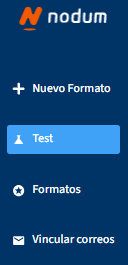 nodum
Nuevo Formato
Test
Formatos
Vincular correos